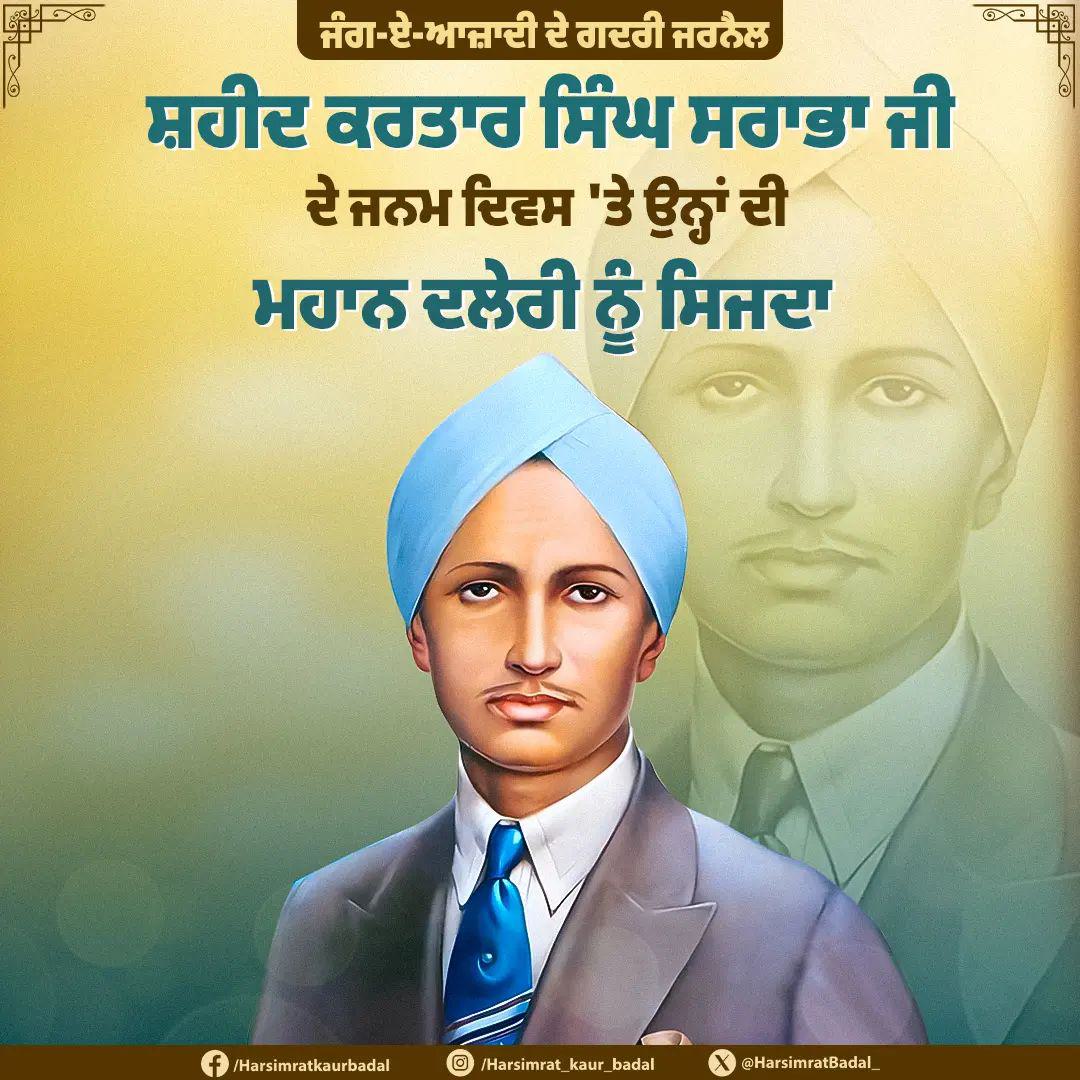 ਜੰਗ-ਏ-ਆਜ਼ਾਦੀ ਦੇ ਗਦਰੀ ਜਰਨੈਲ
ਸ਼ਹੀਦ ਕਰਤਾਰ ਸਿੰਘ ਸਰਾਭਾ ਜੀ
ਦੇ ਜਨਮ ਦਿਵਸ 'ਤੇ ਉਨ੍ਹਾਂ ਦੀ
ਮਹਾਨ ਦਲੇਰੀ ਨੂੰ ਸਿਜਦਾ
/Harsimratkaurbadal /Harsimrat_kaur_badal @HarsimratBadal_